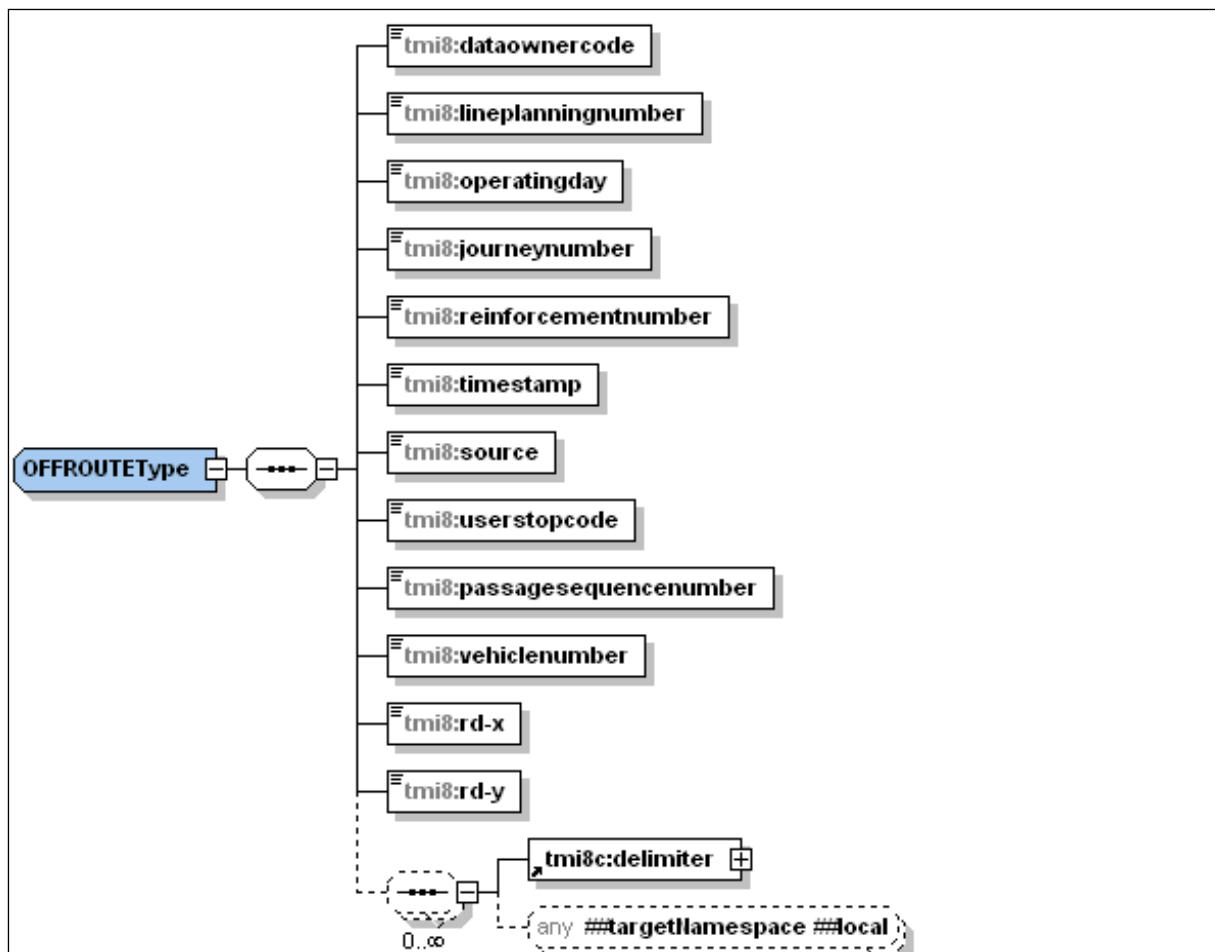 tmi8:dataownercode
tmi8:lineplanningnumber
tmi8:operatingday
tmi8:journeynumber
tmi8:reinforcementnumber
tmi8:timestamp
OFFROUTEType
tmi8:source
tmi8:userstopcode
tmi8:passagesequencenumber
tmi8:vehiclenumber
tmi8:rd-x
tmi8:rd-y
tmi8c:delimiter
any ##targetNamespace ##local
0..∞